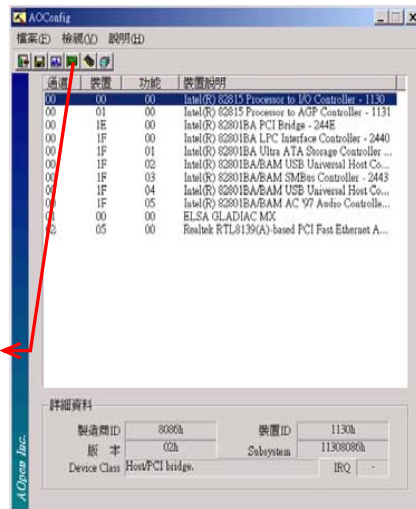 AOConfig
檔案(F) 檢視(V) 說明(H)
通道 裝置 功能 裝置說明
00 00 00 Intel(R) 82815 Processor to I/O Controller - 1130
00 01 00 Intel(R) 82815 Processor to AGP Controller - 1131
00 1E 00 Intel(R) 82801BA PCI Bridge - 244E
00 1F 00 Intel(R) 82801BA LPC Interface Controller - 2440
00 1F 01 Intel(R) 82801BA Ultra ATA Storage Controller ...
00 1F 02 Intel(R) 82801BA/BAM USB Universal Host Co...
00 1F 03 Intel(R) 82801BA/BAM SMBus Controller - 2443
00 1F 04 Intel(R) 82801BA/BAM USB Universal Host Co...
00 1F 05 Intel(R) 82801BA/BAM AC '97 Audio Controlle...
01 00 00 ELSA GLADIAC MX
02 05 00 Realtek RTL8139(A)-based PCI Fast Ethernet A...
詳細資料
製造商ID 8086h 裝置ID 1130h
版 本 02h Subsystem 11308086h
Device Class Host/PCI bridge. IRQ -
AOpen Inc.